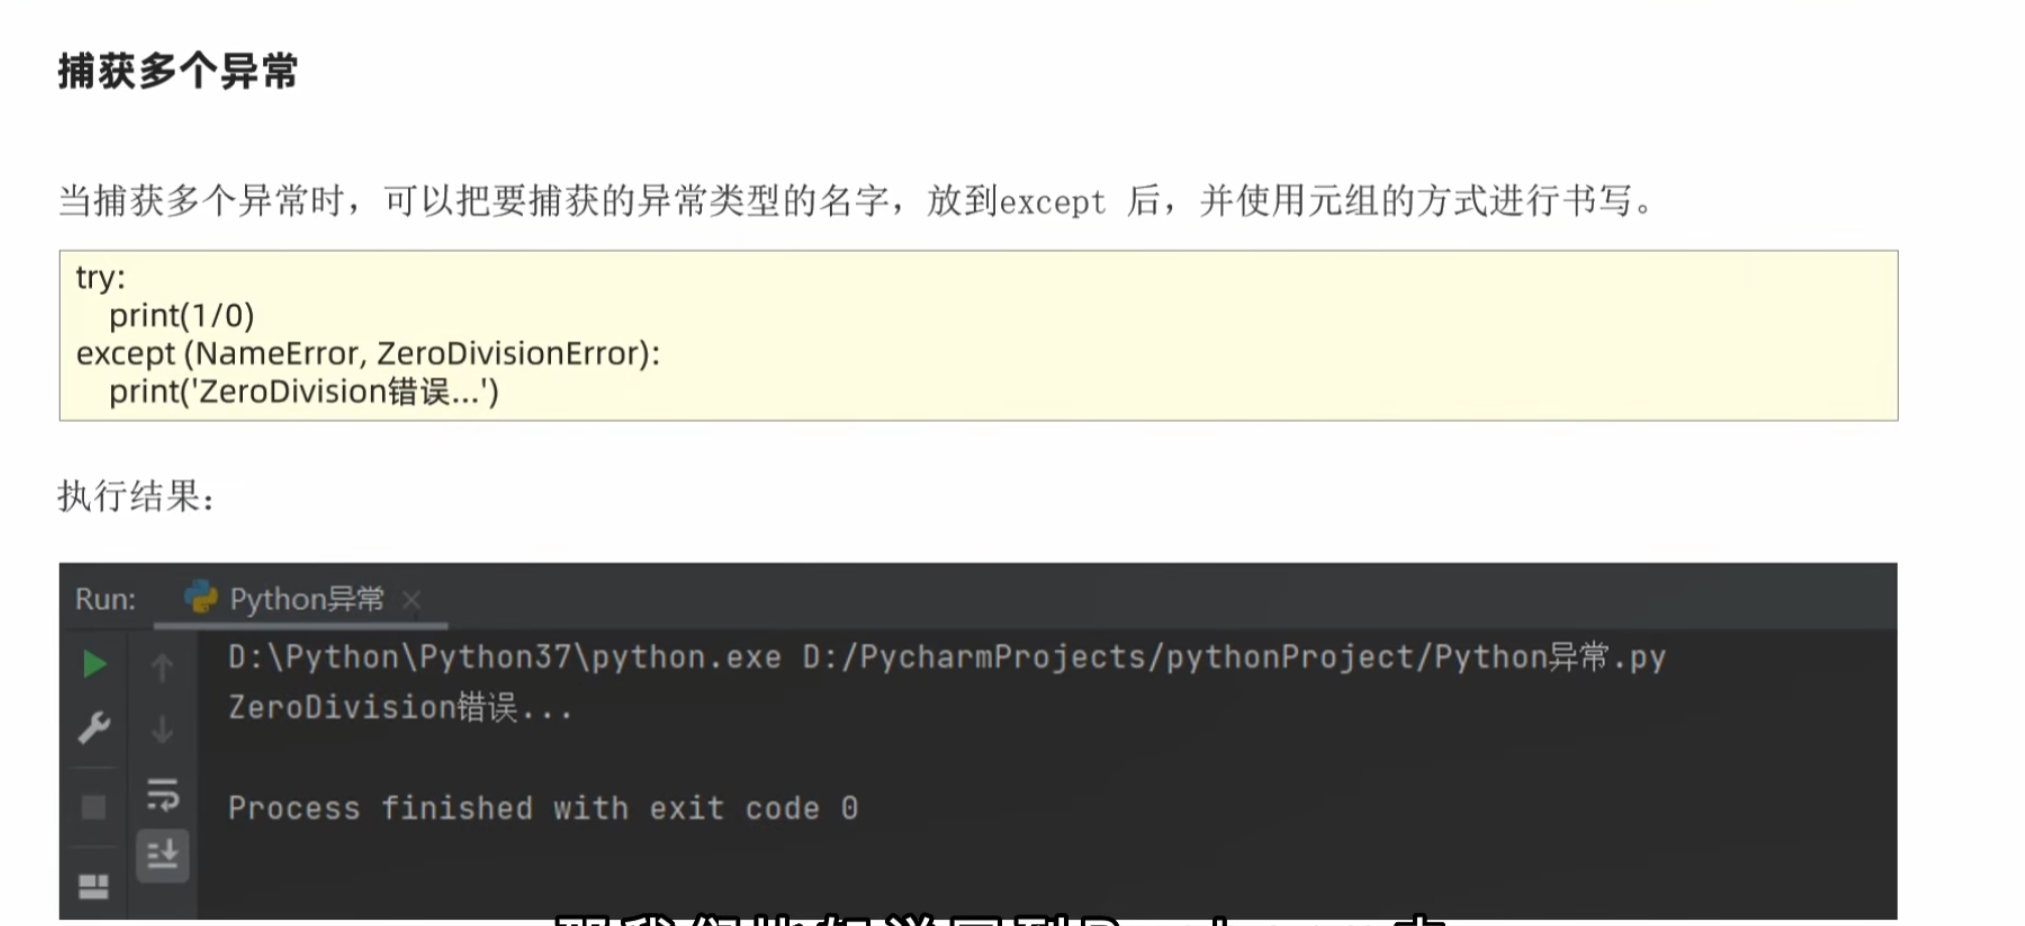 捕获多个异常
当捕获多个异常时，可以把要捕获的异常类型的名字，放到except 后，并使用元组的方式进行书写。
try:
    print(1/0)
except (NameError, ZeroDivisionError):
    print('ZeroDivision错误...')
执行结果：
Run: Python异常
D:\Python\Python37\python.exe D:/PycharmProjects/pythonProject/Python异常.py
ZeroDivision错误...
Process finished with exit code 0